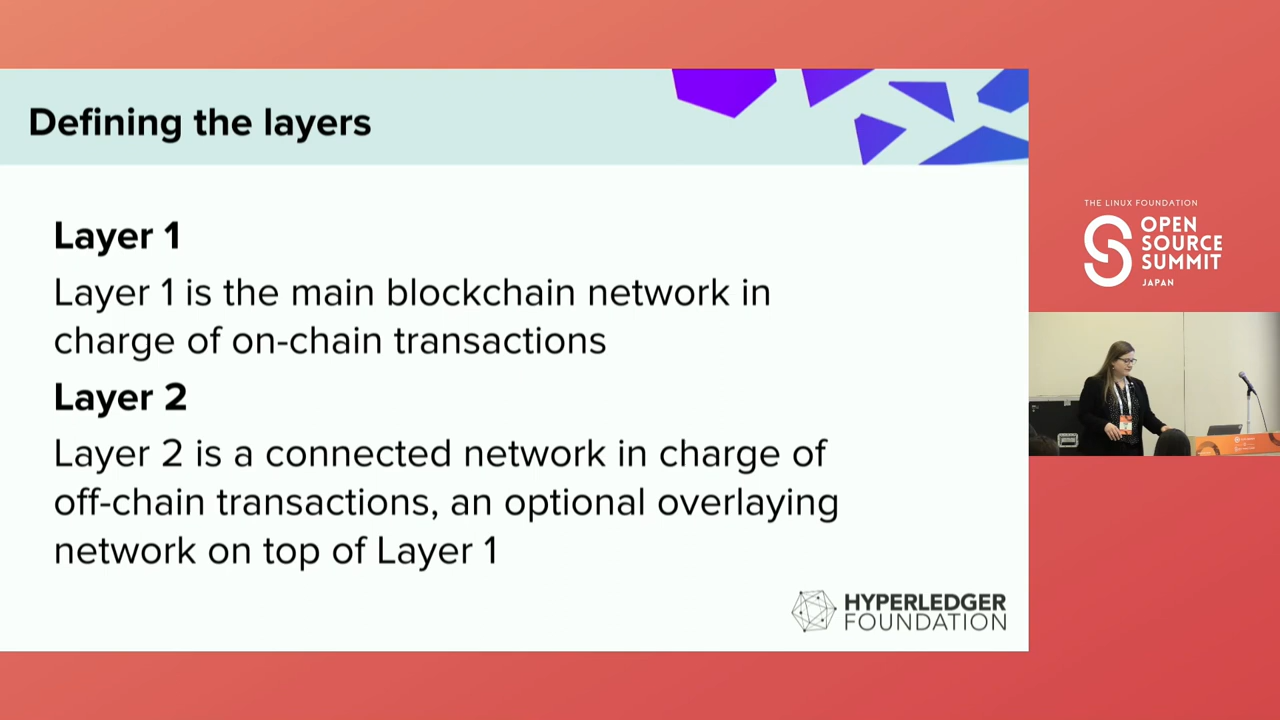 Defining the layers
Layer 1
Layer 1 is the main blockchain network in
charge of on-chain transactions
Layer 2
Layer 2 is a connected network in charge of
off-chain transactions, an optional overlaying
network on top of Layer 1
HYPERLEDGER
FOUNDATION
THE LINUX FOUNDATION
OPEN
SOURCE
SUMMIT
JAPAN